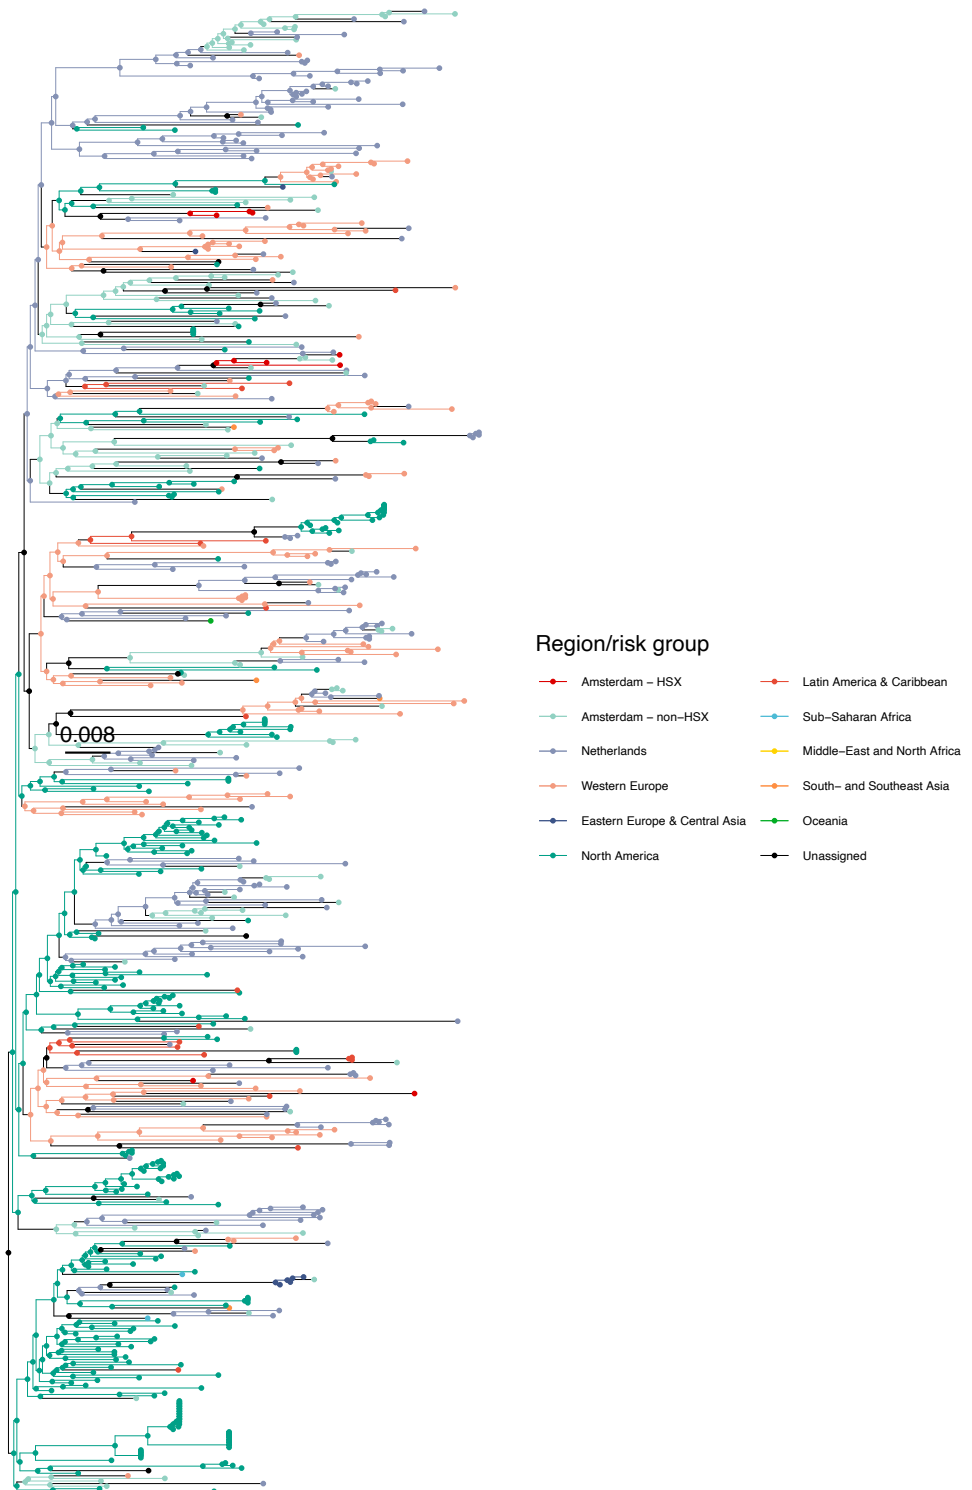 Region/risk group
Amsterdam − HSX
Latin America & Caribbean
Amsterdam − non−HSX
Sub−Saharan Africa
0.008
Netherlands
Middle−East and North Africa
Western Europe
South− and Southeast Asia
Eastern Europe & Central Asia
Oceania
North America
Unassigned